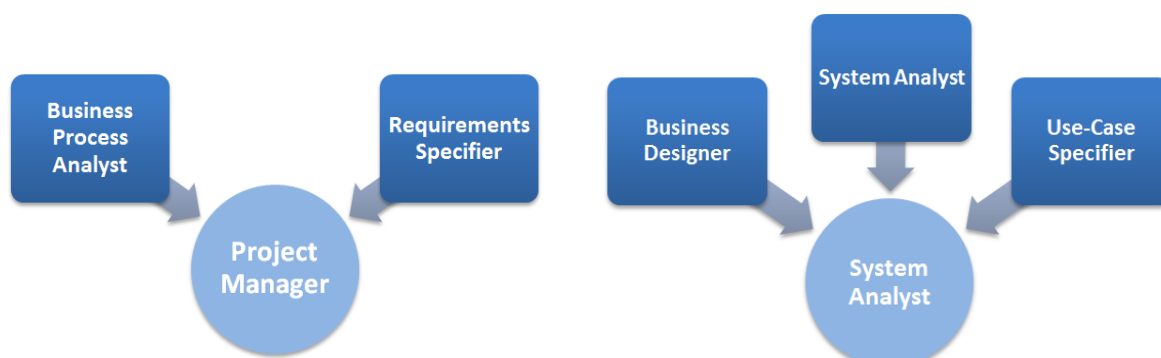 Business
Process
Analyst
Requirements
Specifier
Project
Manager
System Analyst
Business
Designer
Use-Case
Specifier
System
Analyst